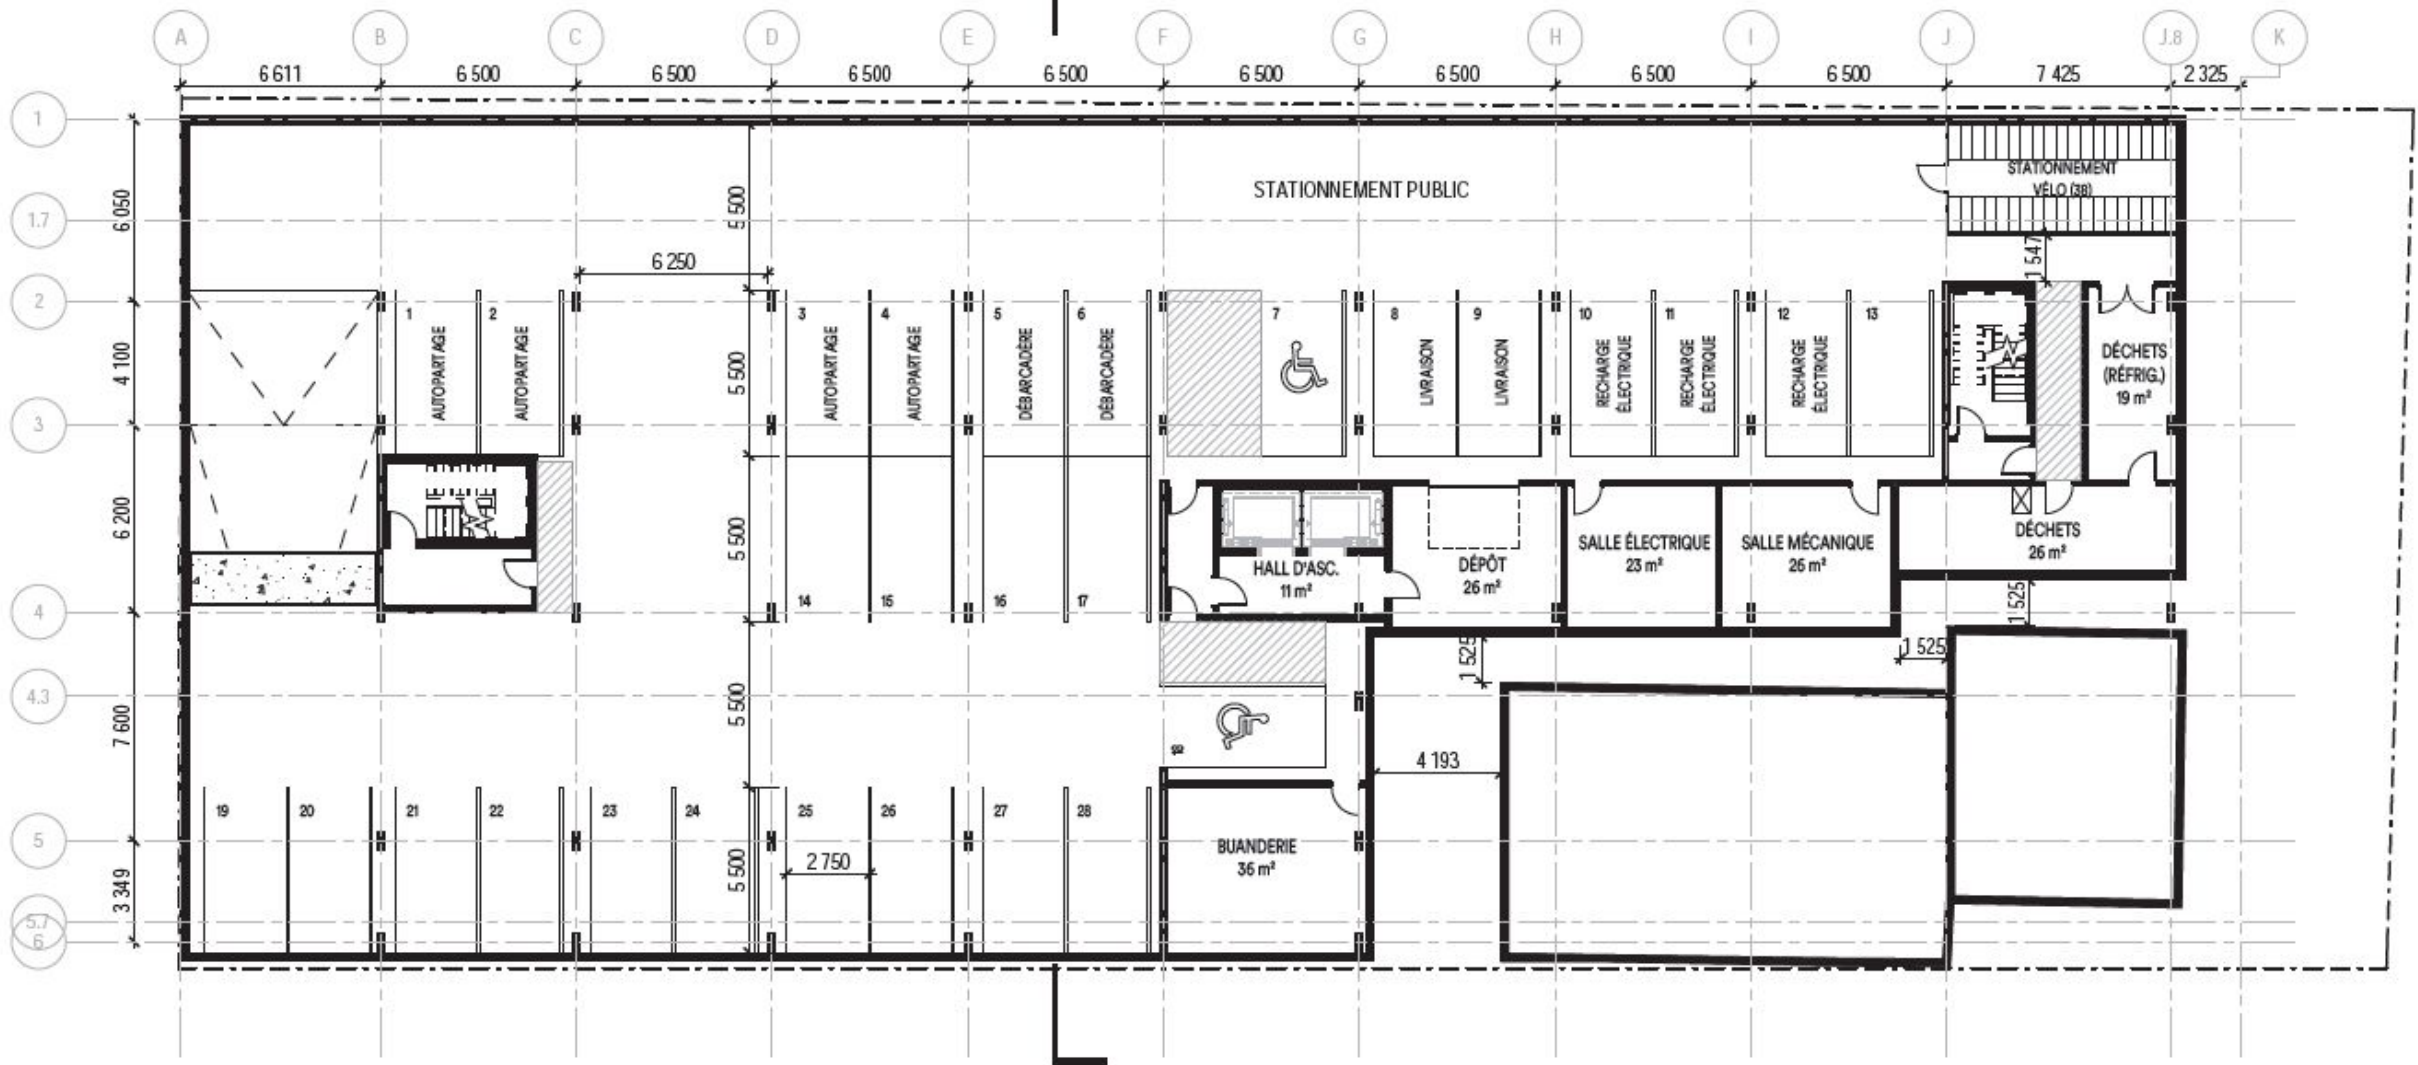 A B C D E F G H I J J.8 K
6 611 6 500 6 500 6 500 6 500 6 500 6 500 6 500 6 500 7 425 2 325
1
STATIONNEMENT
VÉLO (38)
STATIONNEMENT PUBLIC
6 050
5 500
1.7
1 547
6 250
2
1 2 3 4 5 6 7 8 9 10 11 12 13
AUTOPARTAGE
AUTOPARTAGE
AUTOPARTAGE
AUTOPARTAGE
DÉBARCADÈRE
DÉBARCADÈRE
LIVRAISON
LIVRAISON
RECHARGE
ÉLECTRIQUE
RECHARGE
ÉLECTRIQUE
RECHARGE
ÉLECTRIQUE
4 100
5 500
DÉCHETS
(RÉFRIG.)
19 m²
3
6 200
5 500
DÉCHETS
26 m²
SALLE ÉLECTRIQUE
23 m²
SALLE MÉCANIQUE
26 m²
DÉPÔT
26 m²
HALL D'ASC.
11 m²
14 15 16 17
4
1 525
1 525
1 525
4.3
7 600
5 500
18
4 193
19 20 21 22 23 24 25 26 27 28
5
BUANDERIE
36 m²
2 750
3 349
5 500
5.7
6